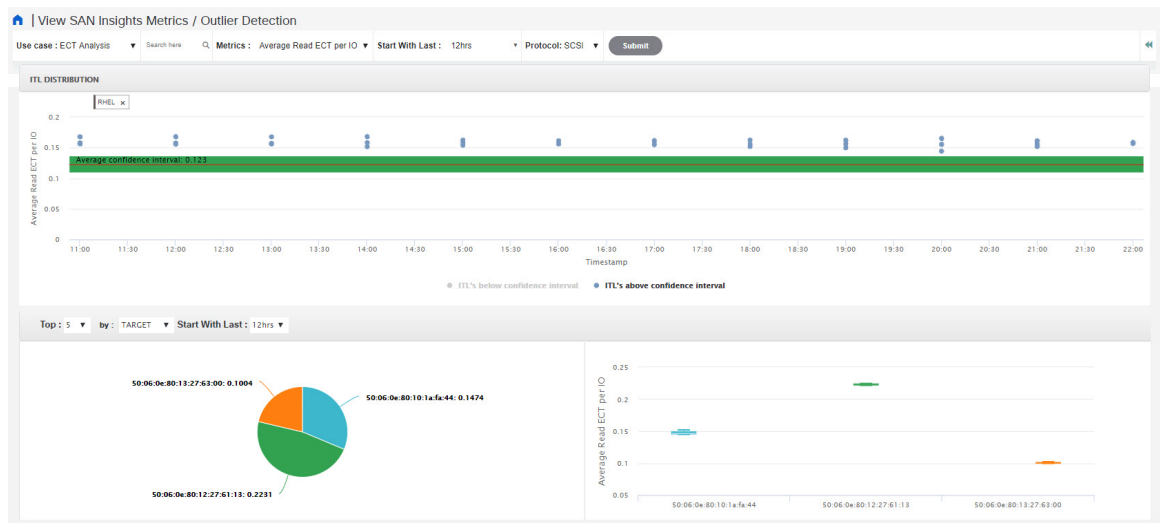 | View SAN Insights Metrics / Outlier Detection
Use case : ECT Analysis ▼ Search here Metrics : Average Read ECT per IO ▼ Start With Last : 12hrs ▼ Protocol: SCSI ▼ Submit
ITL DISTRIBUTION
RHEL ×
Average Read ECT per IO
0.2
0.15
0.1
0.05
0
Average confidence interval: 0.123
11:00 11:30 12:00 12:30 13:00 13:30 14:00 14:30 15:00 15:30 16:00 16:30 17:00 17:30 18:00 18:30 19:00 19:30 20:00 20:30 21:00 21:30 22:00
Timestamp
ITL's below confidence interval ITL's above confidence interval
Top : 5 ▼ by : TARGET ▼ Start With Last : 12hrs ▼
50:06:0e:80:13:27:63:00: 0.1004
50:06:0e:80:10:1a:fa:44: 0.1474
50:06:0e:80:12:27:61:13: 0.2231
Average Read ECT per IO
0.25
0.2
0.15
0.1
0.05
50:06:0e:80:10:1a:fa:44 50:06:0e:80:12:27:61:13 50:06:0e:80:13:27:63:00